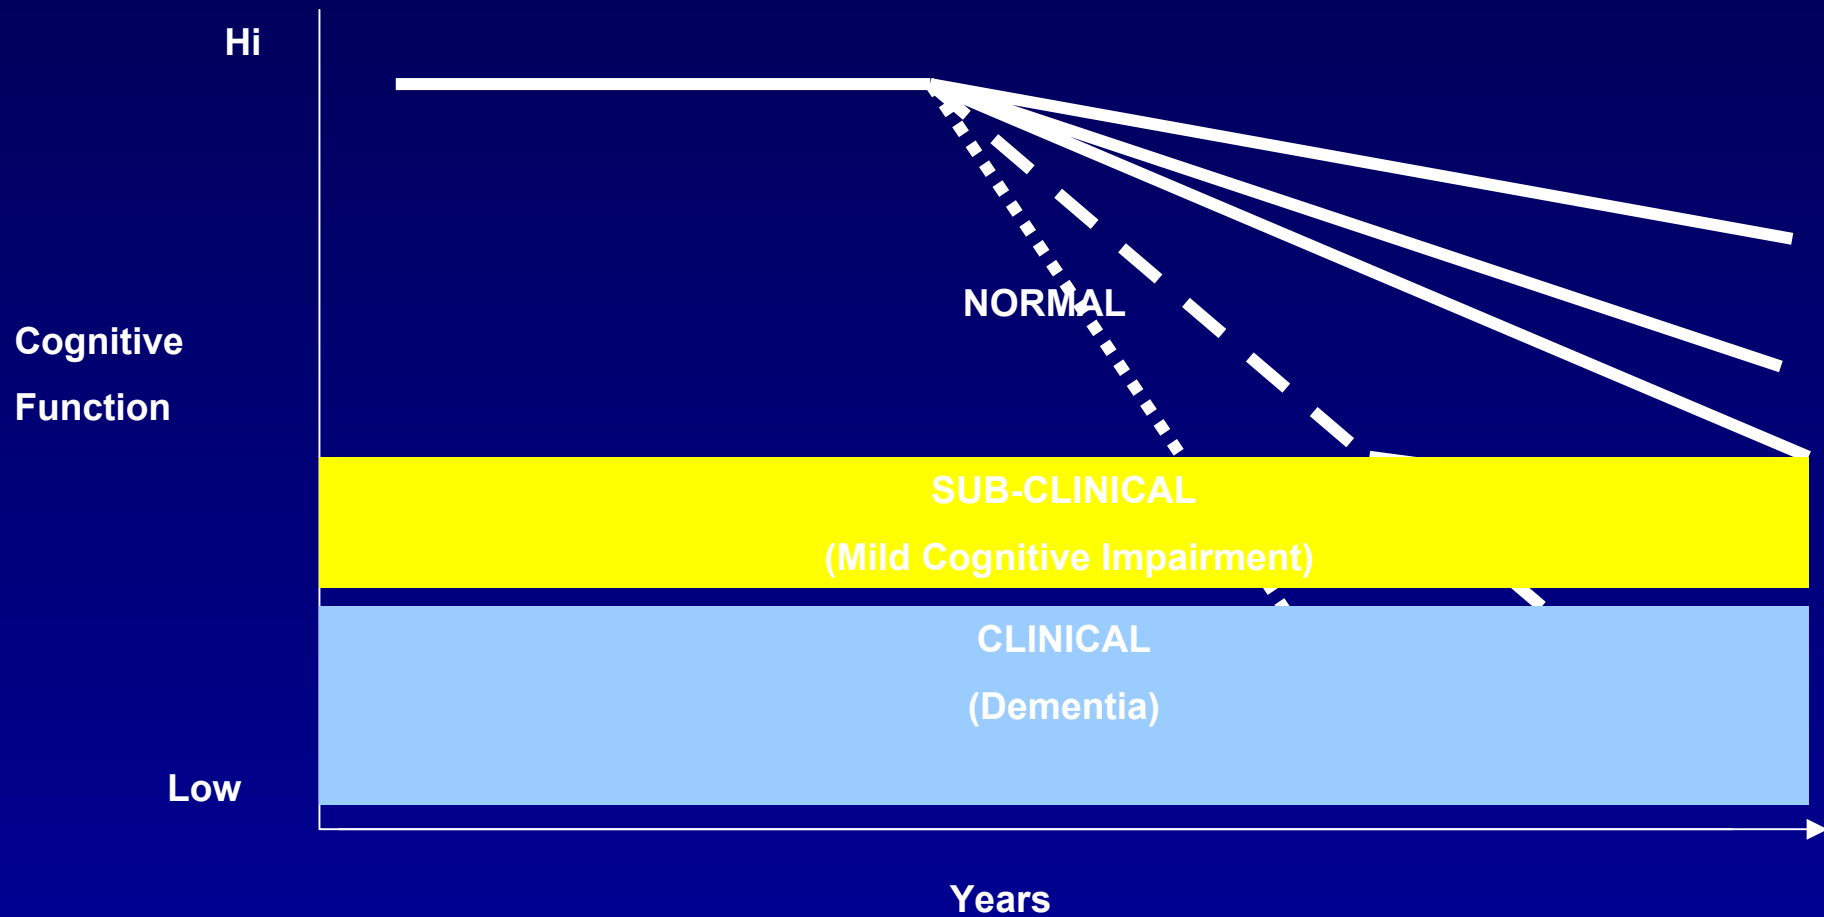 Hi
NORMAL
Cognitive
Function
SUB-CLINICAL
(Mild Cognitive Impairment)
CLINICAL
(Dementia)
Low
Years